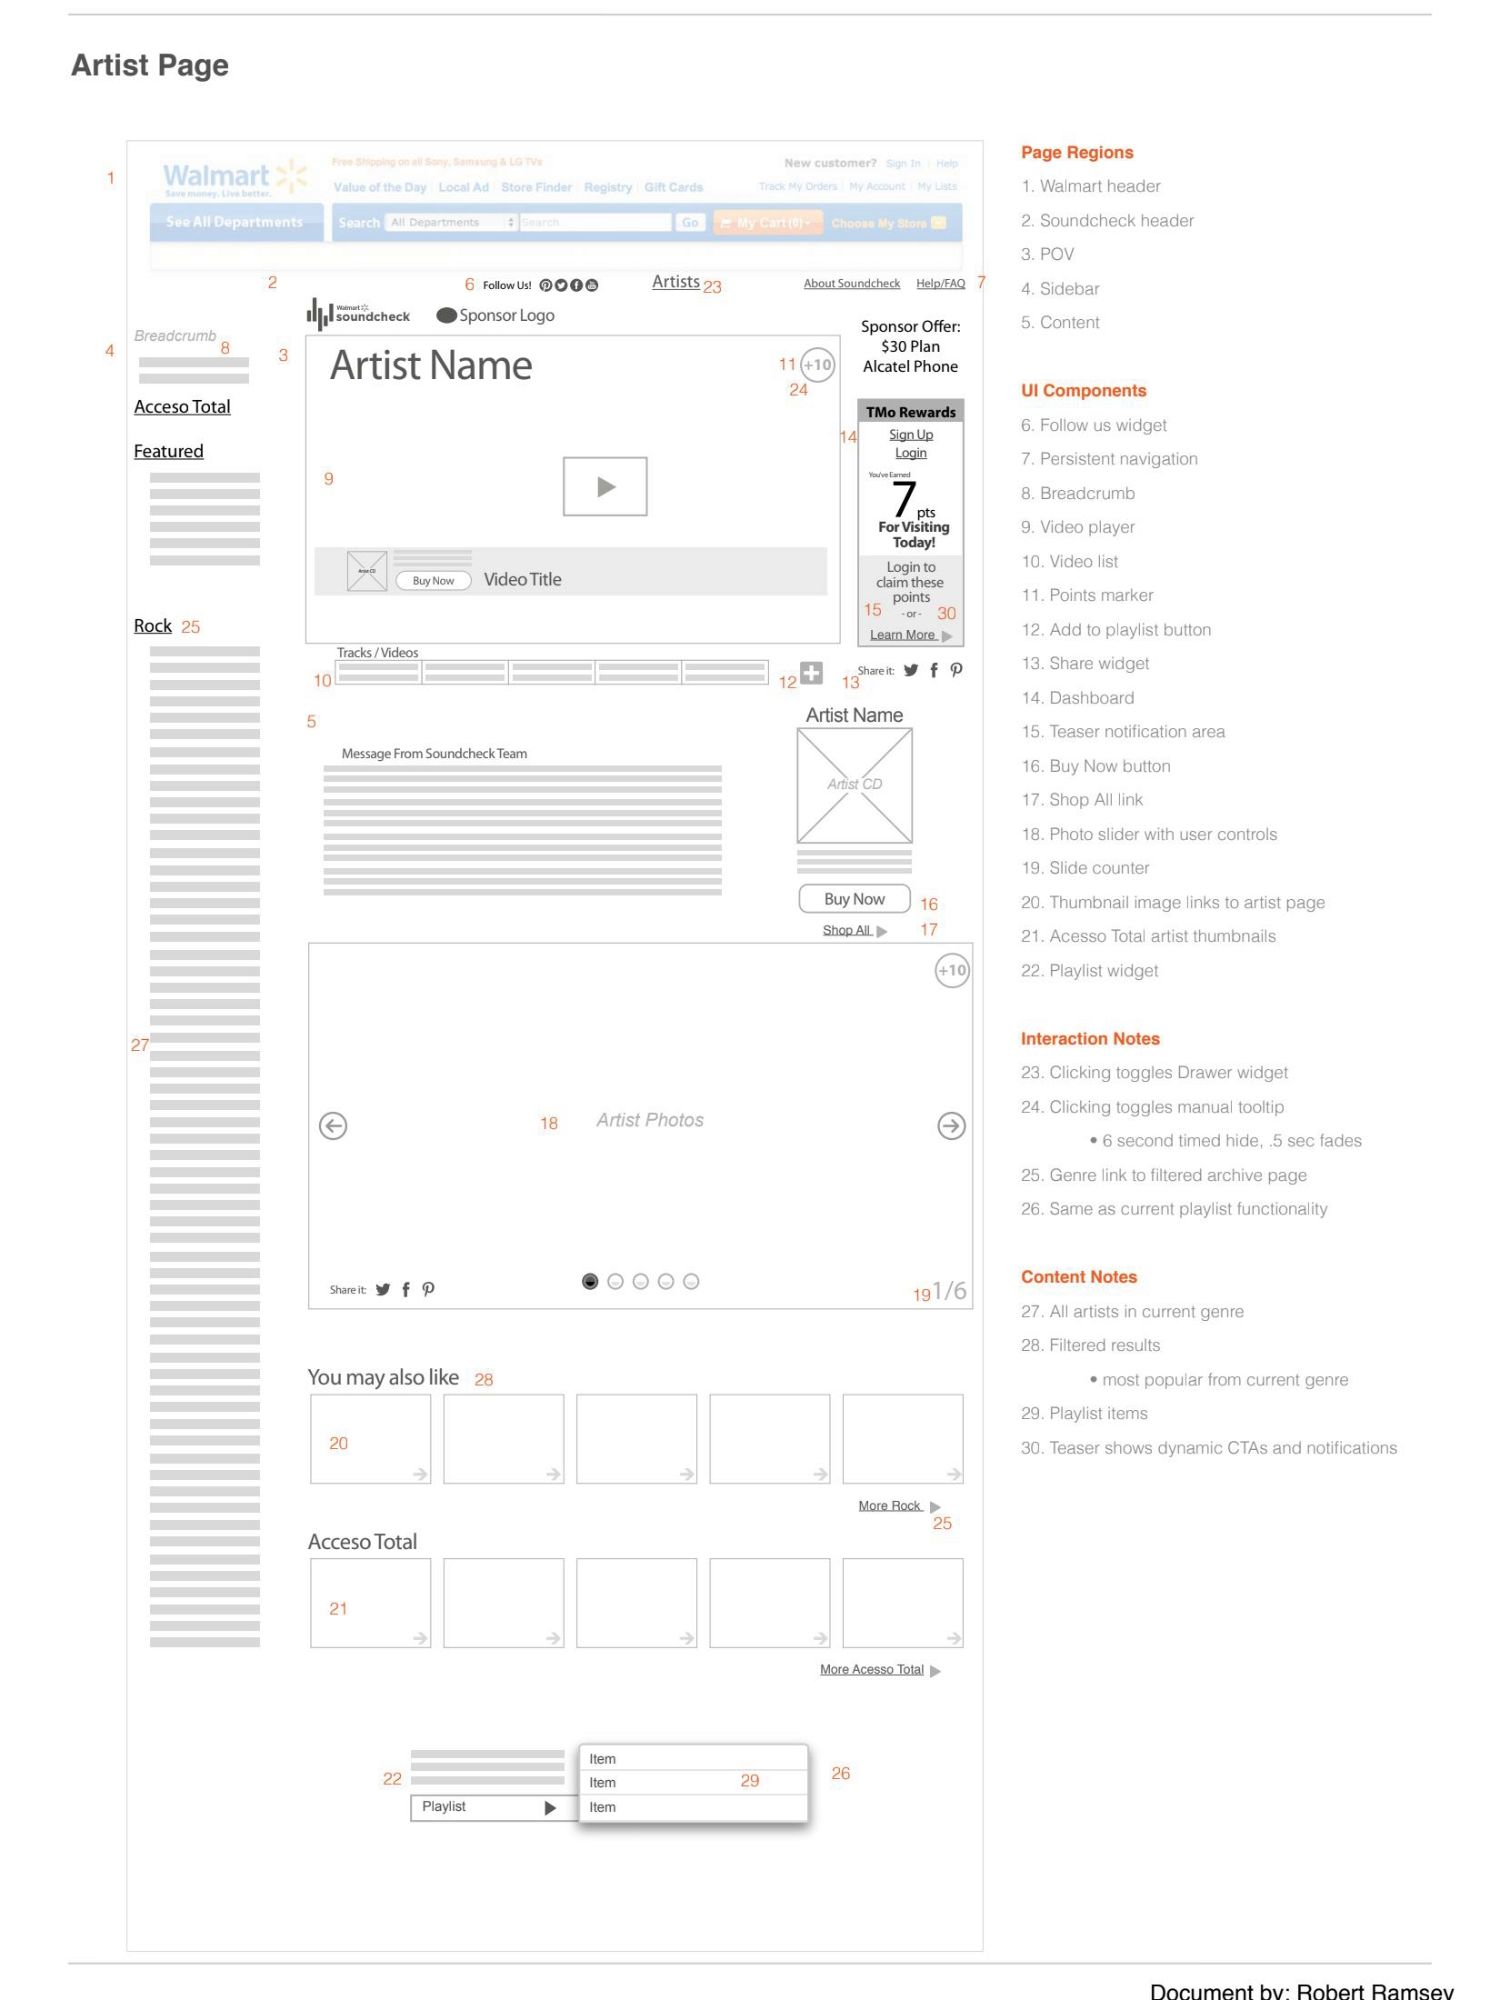 Artist Page
1
Walmart
Save money. Live better.
Free Shipping on all Sony, Samsung & LG TVs
New customer? Sign In | Help
Value of the Day Local Ad Store Finder Registry Gift Cards
Track My Orders | My Account | My Lists
See All Departments
Search All Departments Search Go My Cart (0) Choose My Store
2
6 Follow Us!
Artists 23
About Soundcheck Help/FAQ 7
Walmart
soundcheck
Sponsor Logo
Sponsor Offer:
$30 Plan
Alcatel Phone
Breadcrumb
4
8
3
Artist Name
11 +10
24
Acceso Total
Featured
TMo Rewards
14
Sign Up
Login
You've Earned
7 pts
For Visiting
Today!
Login to
claim these
points
15 - or - 30
Learn More
9
Artist CD
Buy Now
Video Title
Rock 25
Tracks / Videos
10
12
13 Share it:
5
Message From Soundcheck Team
Artist Name
Artist CD
Buy Now 16
Shop All 17
+10
27
18 Artist Photos
Share it:
19 1/6
You may also like 28
20
More Rock
25
Acceso Total
21
More Acesso Total
22
Playlist
Item
Item 29
Item
26
Page Regions
1. Walmart header
2. Soundcheck header
3. POV
4. Sidebar
5. Content
UI Components
6. Follow us widget
7. Persistent navigation
8. Breadcrumb
9. Video player
10. Video list
11. Points marker
12. Add to playlist button
13. Share widget
14. Dashboard
15. Teaser notification area
16. Buy Now button
17. Shop All link
18. Photo slider with user controls
19. Slide counter
20. Thumbnail image links to artist page
21. Acesso Total artist thumbnails
22. Playlist widget
Interaction Notes
23. Clicking toggles Drawer widget
24. Clicking toggles manual tooltip
• 6 second timed hide, .5 sec fades
25. Genre link to filtered archive page
26. Same as current playlist functionality
Content Notes
27. All artists in current genre
28. Filtered results
• most popular from current genre
29. Playlist items
30. Teaser shows dynamic CTAs and notifications
Document by: Robert Ramsey